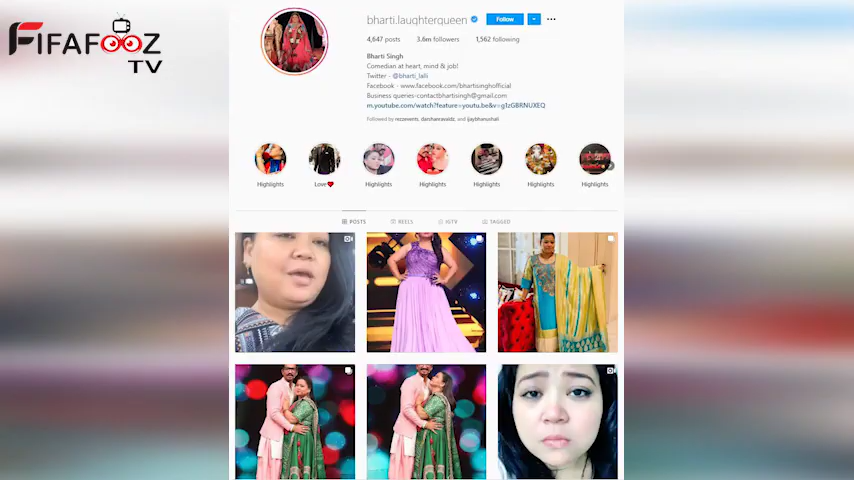 FIFAFOOZ
TV
bharti.laughterqueen Follow
4,647 posts 3.6m followers 1,562 following
Bharti Singh
Comedian at heart, mind & job!
Twitter - @bharti_lalli
Facebook - www.facebook.com/bhartisinghofficial
Business queries-contactbhartisingh@gmail.com
m.youtube.com/watch?feature=youtu.be&v=g1zGBRNUXEQ
Highlights Love❤ Highlights Highlights Highlights Highlights Highlights
POSTS REELS IGTV TAGGED